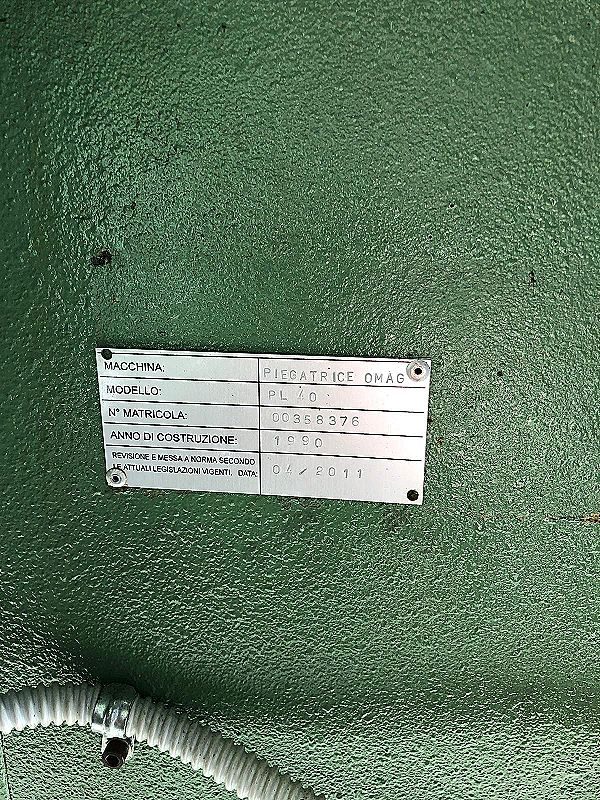 MACCHINA: PIEGATRICE OMAG
MODELLO: PL 40
N° MATRICOLA: 00358376
ANNO DI COSTRUZIONE: 1990
REVISIONE E MESSA A NORMA SECONDO
LE ATTUALI LEGISLAZIONI VIGENTI. DATA: 04/2011